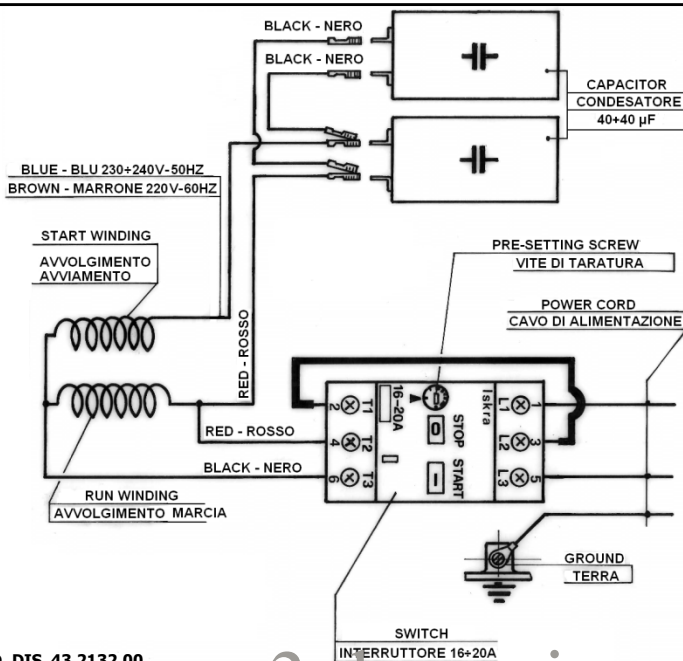 BLACK - NERO
BLACK - NERO
CAPACITOR
CONDESATORE
40+40 µF
BLUE - BLU 230÷240V-50HZ
BROWN - MARRONE 220V-60HZ
START WINDING
AVVOLGIMENTO
AVVIAMENTO
PRE-SETTING SCREW
VITE DI TARATURA
POWER CORD
CAVO DI ALIMENTAZIONE
RED - ROSSO
2 T1
16-20A
Iskra
L1 1
RED - ROSSO
4 T2
STOP
0
L2 3
BLACK - NERO
6 T3
START
I
L3 5
RUN WINDING
AVVOLGIMENTO MARCIA
GROUND
TERRA
SWITCH
INTERRUTTORE 16÷20A
DIS. 43.2132.00